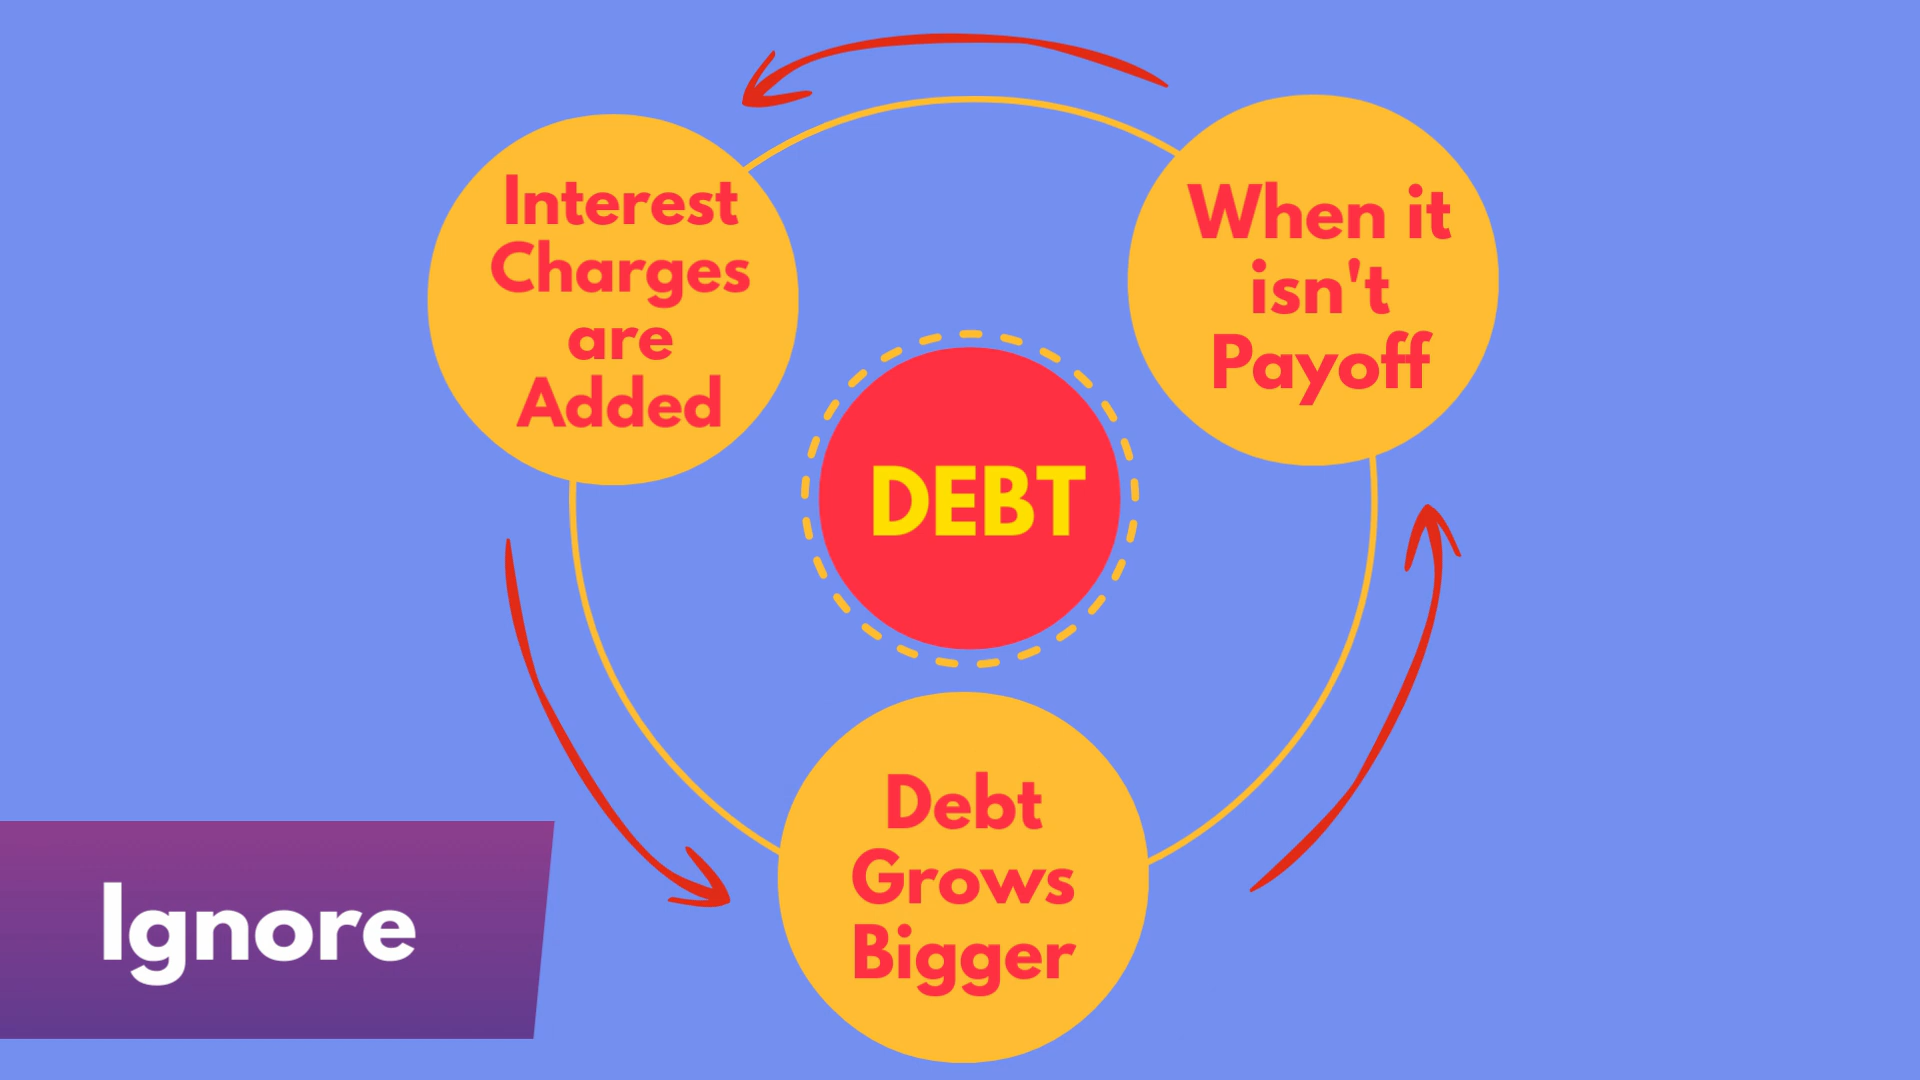 Interest
Charges
are
Added
When it
isn't
Payoff
DEBT
Debt
Grows
Bigger
Ignore